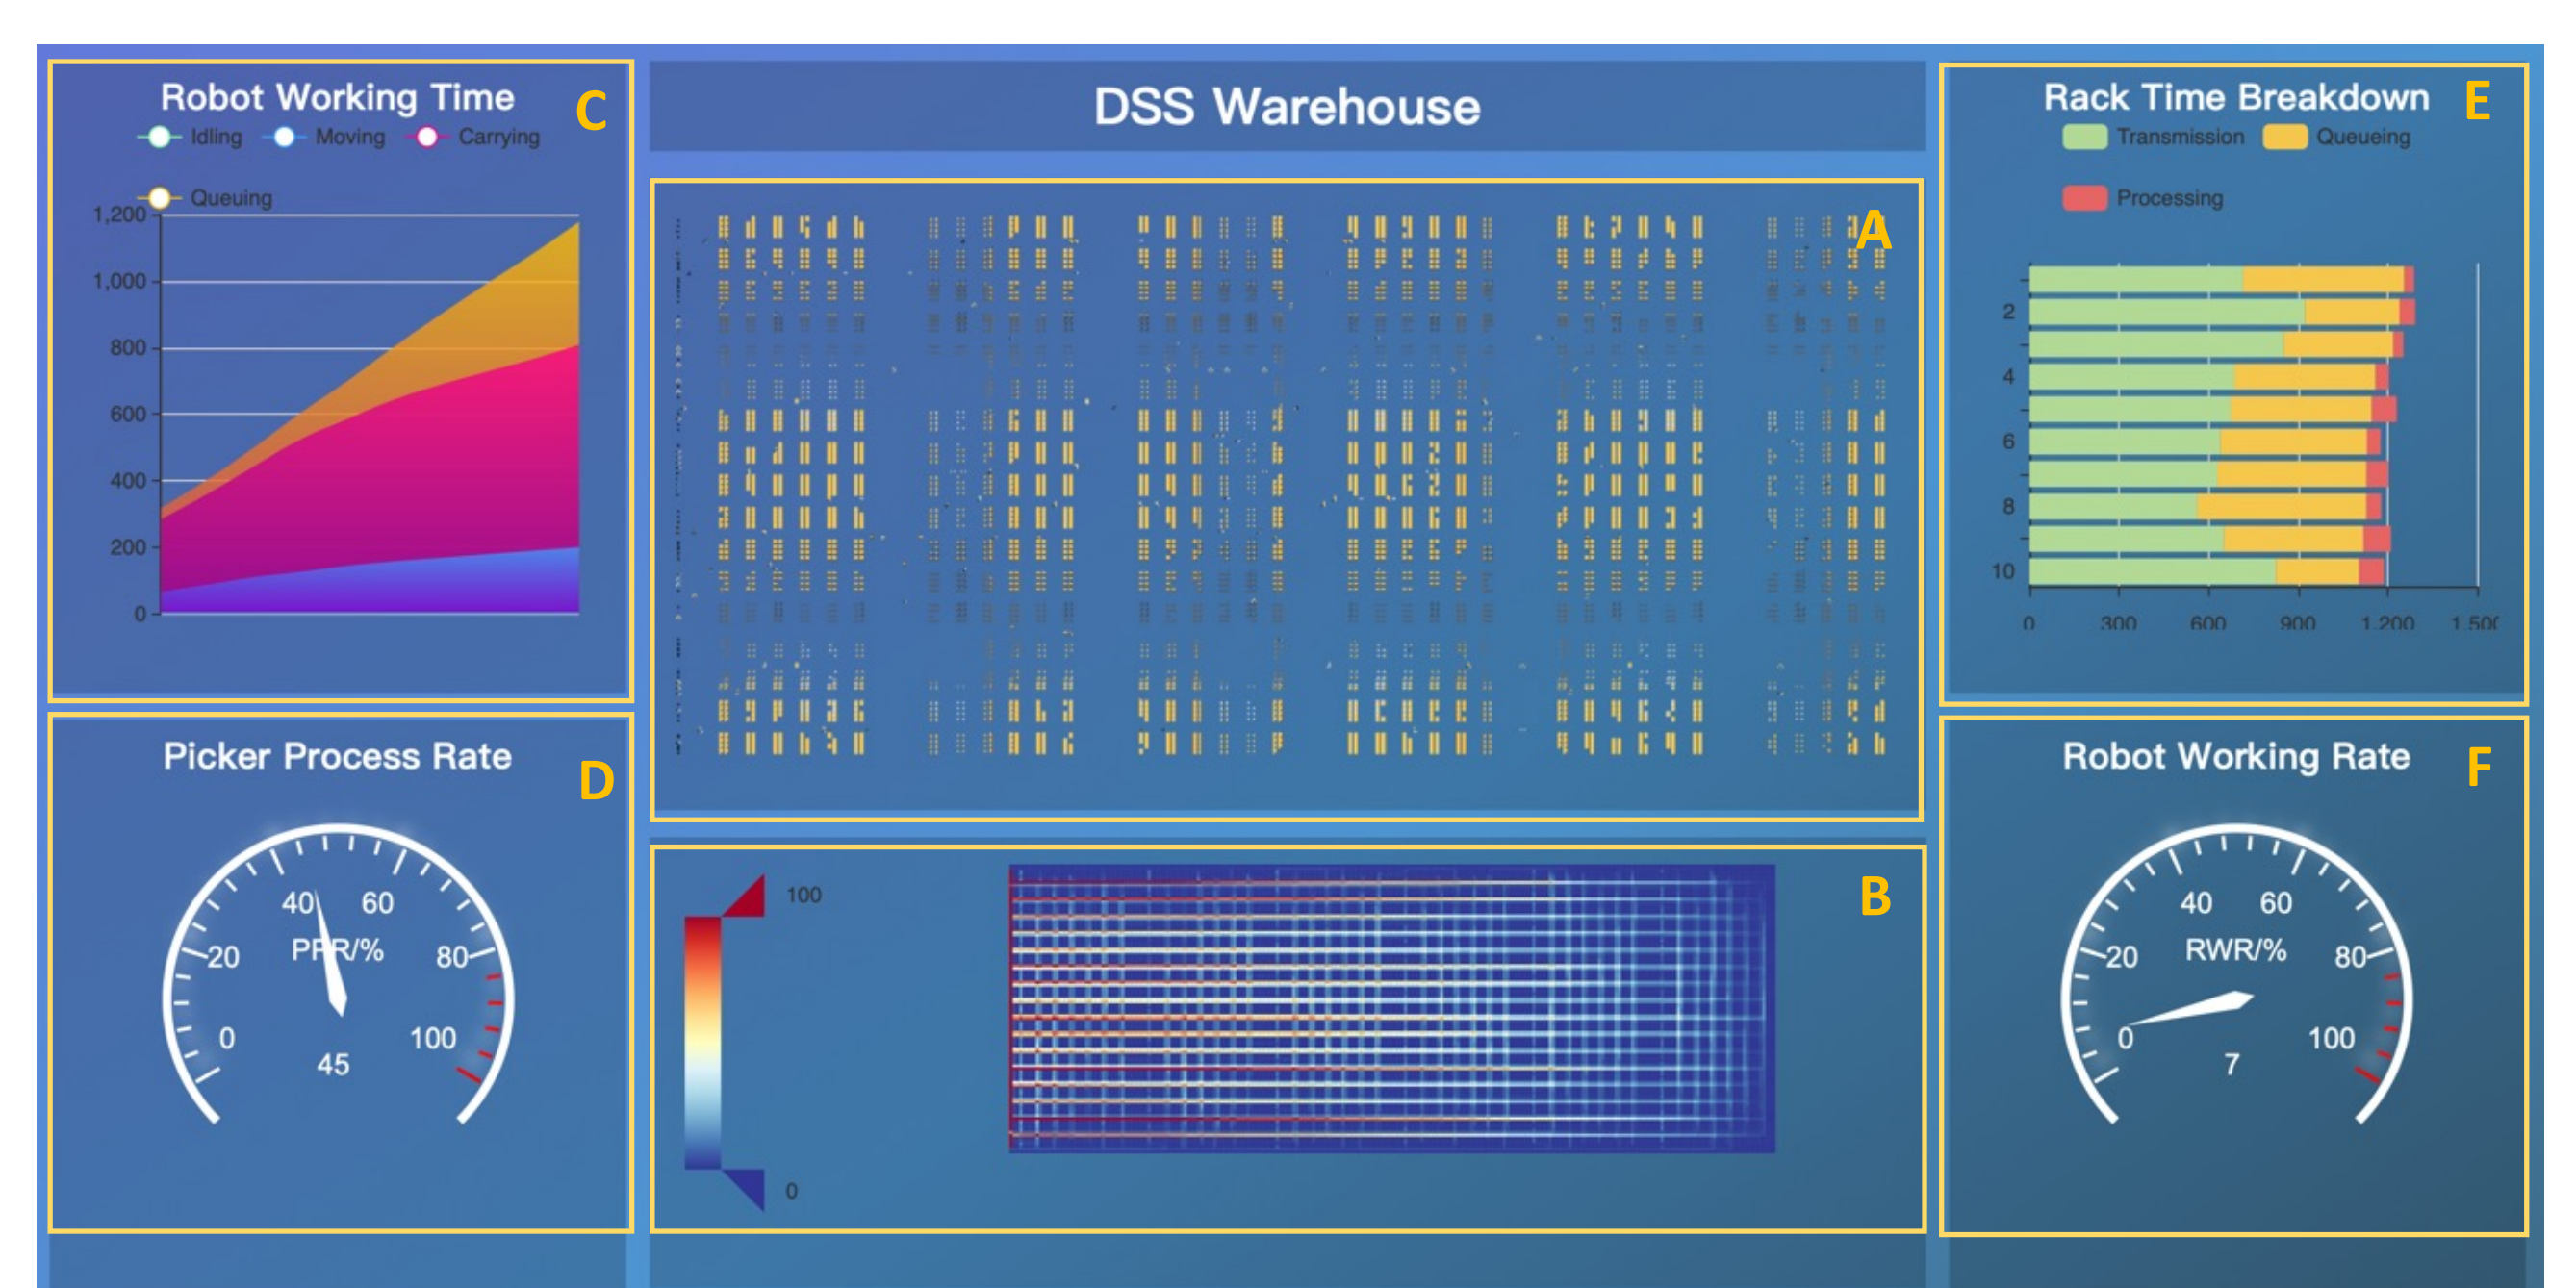 Robot Working Time
C
Idling Moving Carrying
Queuing
1,200
1,000
800
600
400
200
0
DSS Warehouse
A
Rack Time Breakdown
E
Transmission Queueing
Processing
2
4
6
8
10
0 300 600 900 1,200 1,500
Picker Process Rate
D
0 20 40 60 80 100
PPR/%
45
B
100
0
Robot Working Rate
F
0 20 40 60 80 100
RWR/%
7